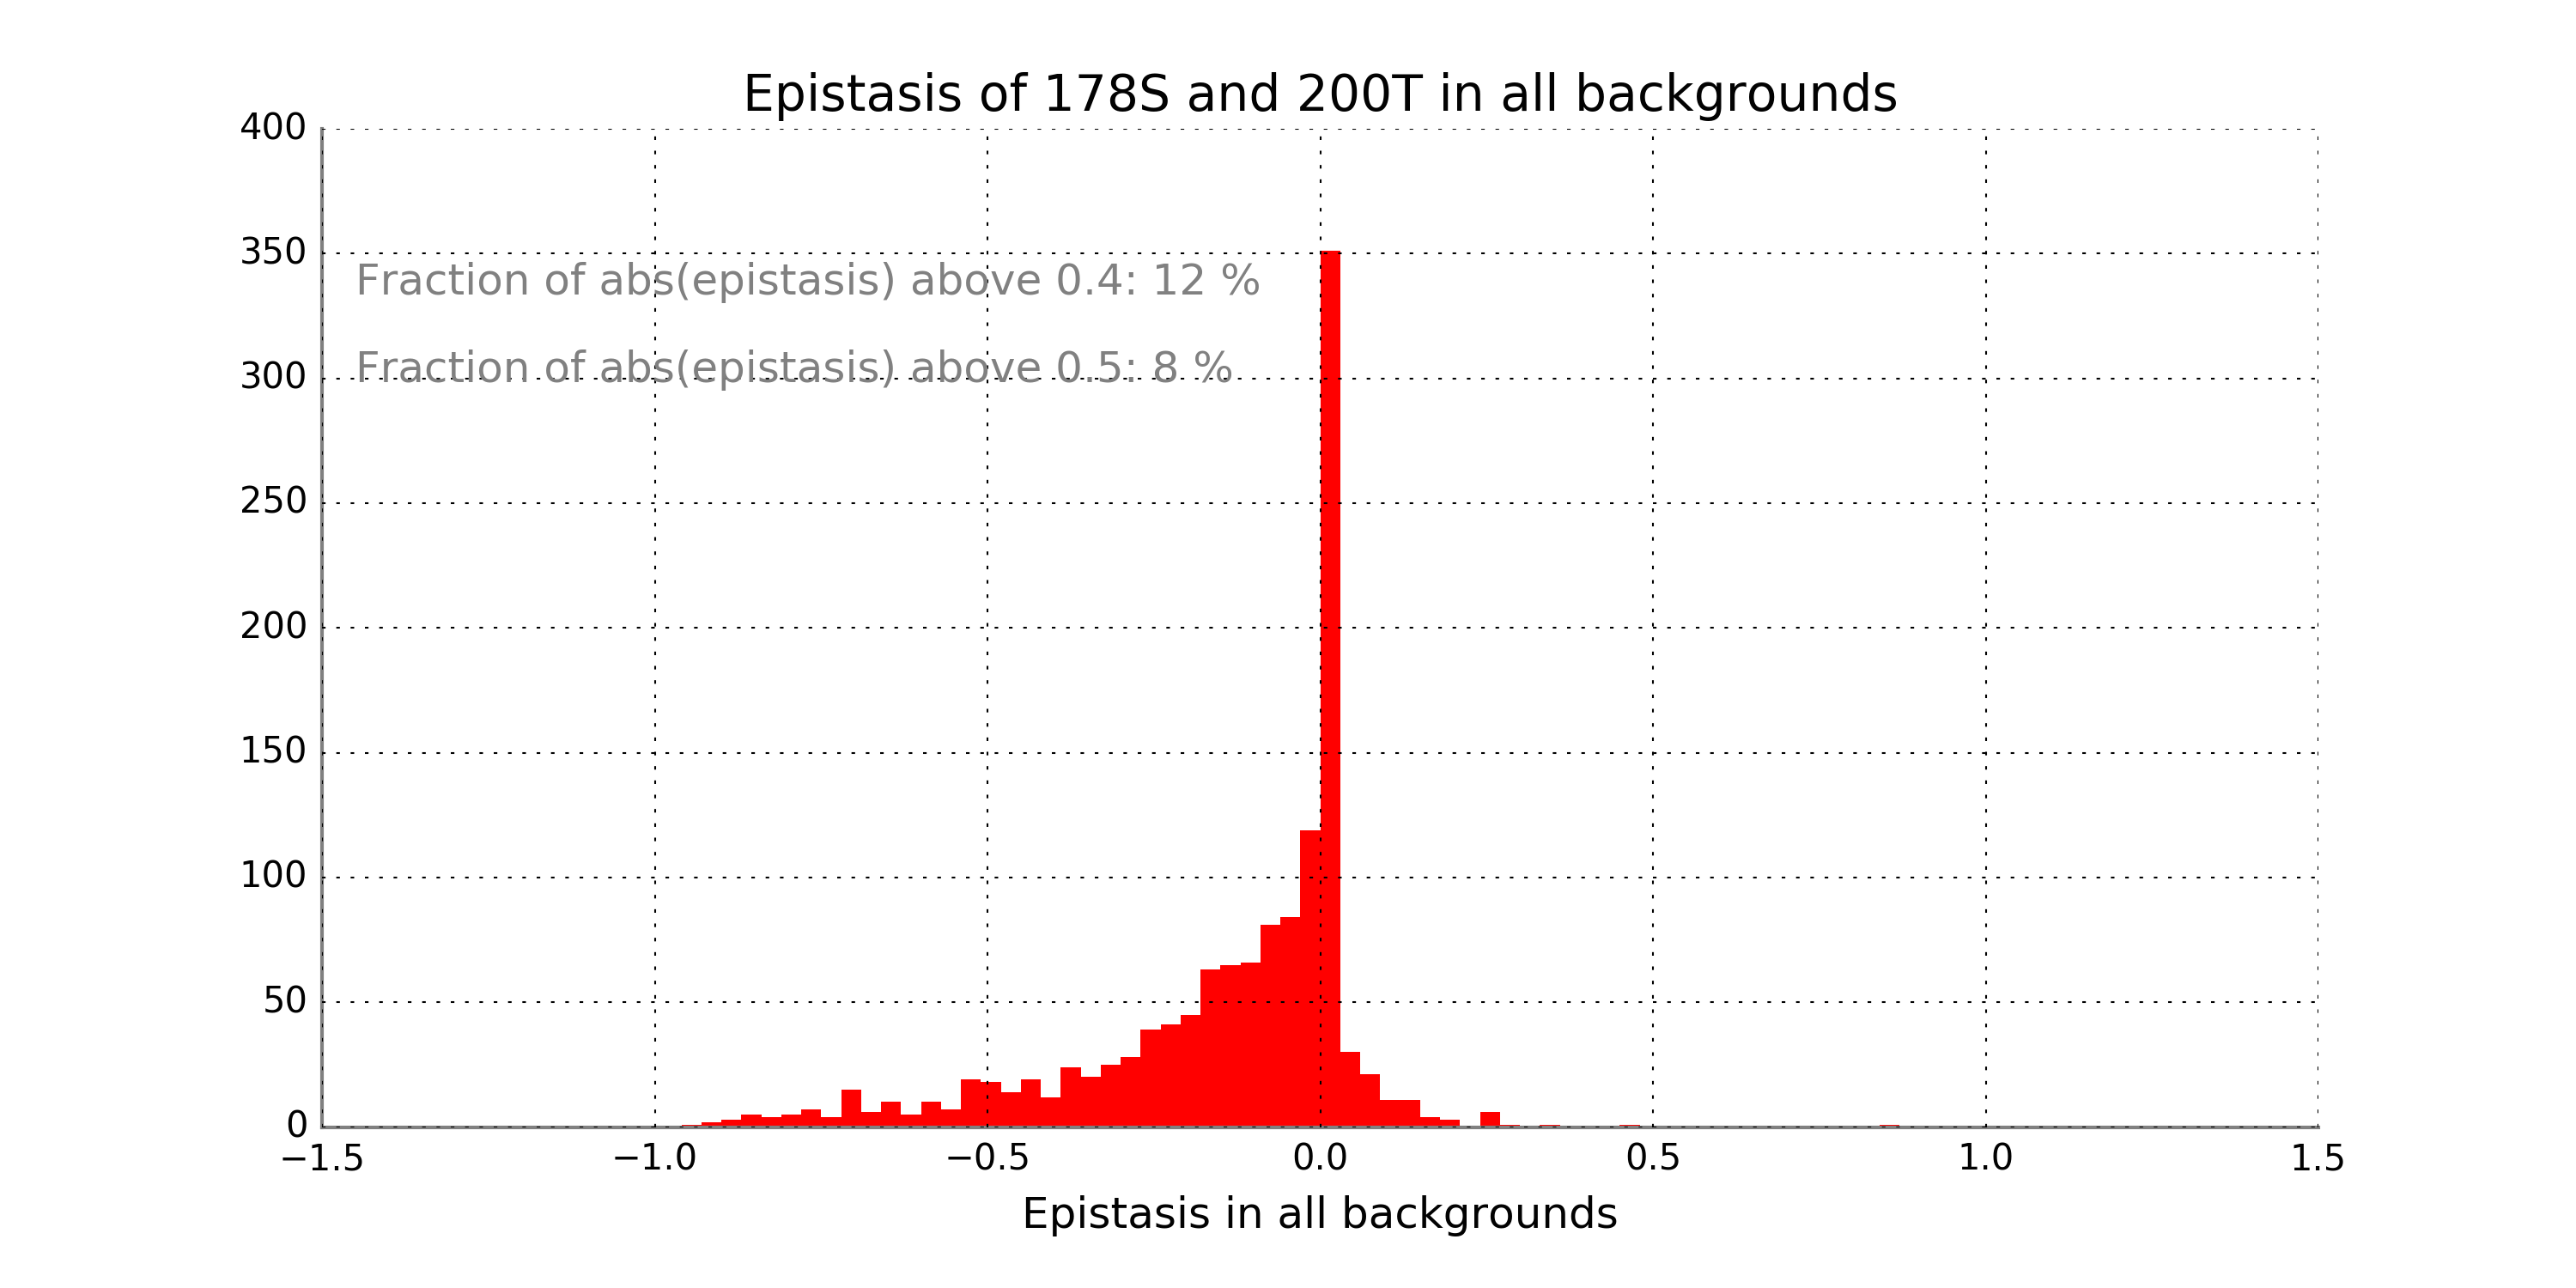 Epistasis of 178S and 200T in all backgrounds
400
350
Fraction of abs(epistasis) above 0.4: 12 %
300
Fraction of abs(epistasis) above 0.5: 8 %
250
200
150
100
50
0
−1.5 −1.0 −0.5 0.0 0.5 1.0 1.5
Epistasis in all backgrounds